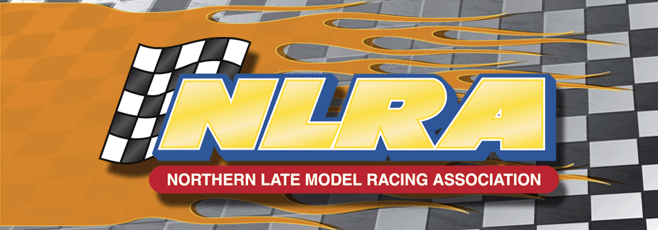 NLRA
NORTHERN LATE MODEL RACING ASSOCIATION